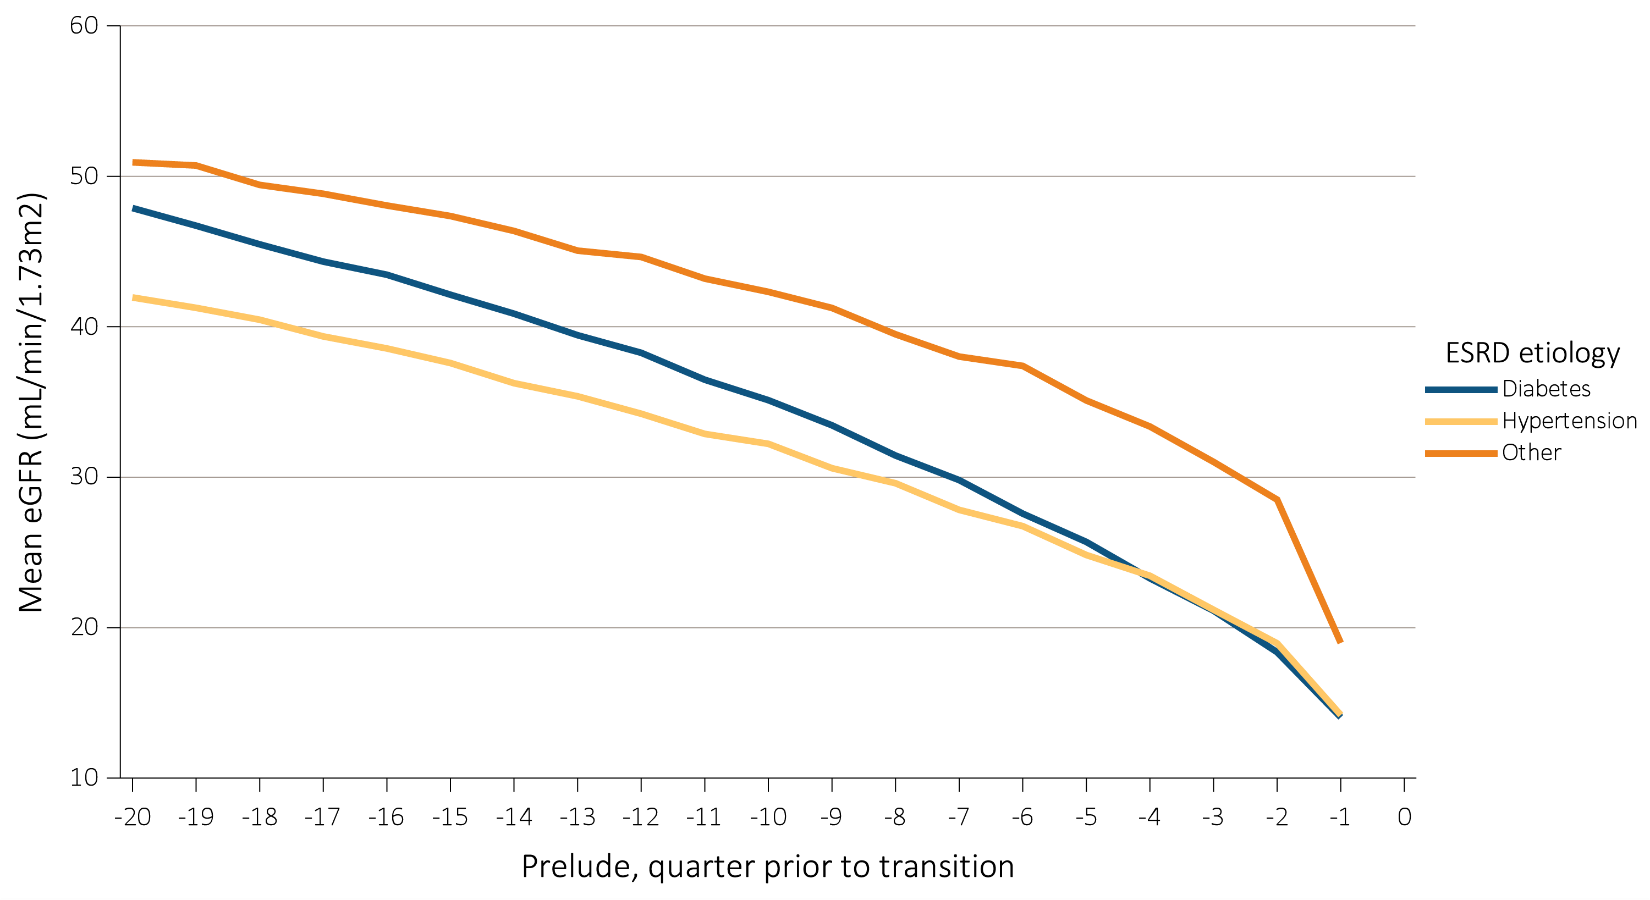 60
50
40
30
20
10
Mean eGFR (mL/min/1.73m2)
-20 -19 -18 -17 -16 -15 -14 -13 -12 -11 -10 -9 -8 -7 -6 -5 -4 -3 -2 -1 0
Prelude, quarter prior to transition
ESRD etiology
Diabetes
Hypertension
Other